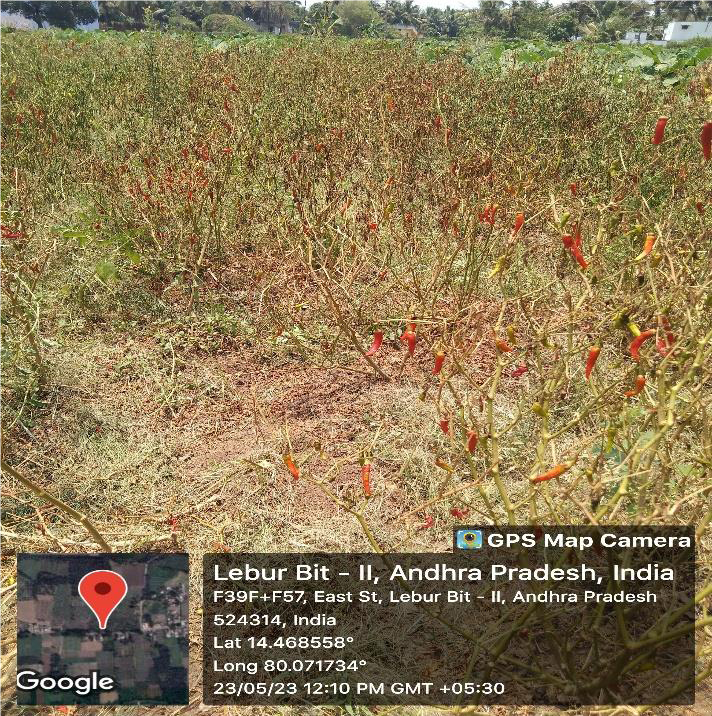 GPS Map Camera
Lebur Bit - II, Andhra Pradesh, India
F39F+F57, East St, Lebur Bit - II, Andhra Pradesh
524314, India
Lat 14.468558°
Long 80.071734°
23/05/23 12:10 PM GMT +05:30
Google